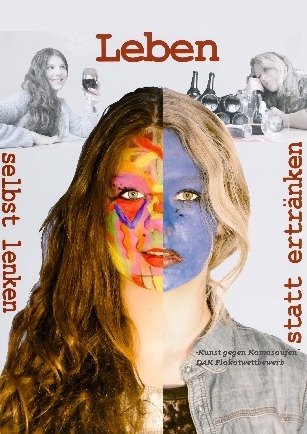 Leben
selbst lenken
statt ertränken
"Kunst gegen Komasaufen"
DAK Plakatwettbewerb